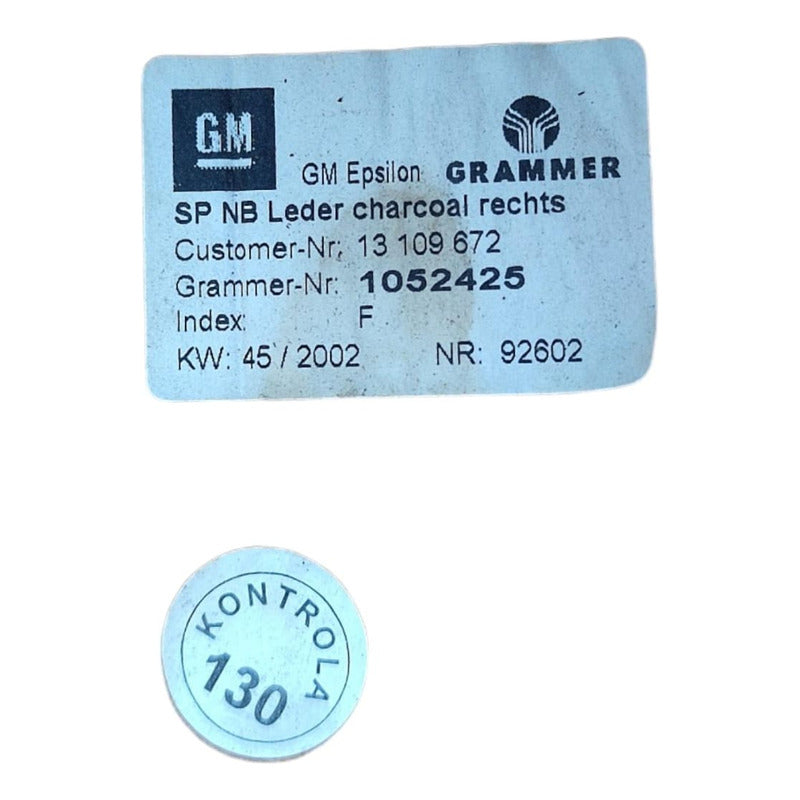 GM
GM Epsilon GRAMMER
SP NB Leder charcoal rechts
Customer-Nr: 13 109 672
Grammer-Nr: 1052425
Index: F
KW: 45 / 2002 NR: 92602
KONTROLA
130